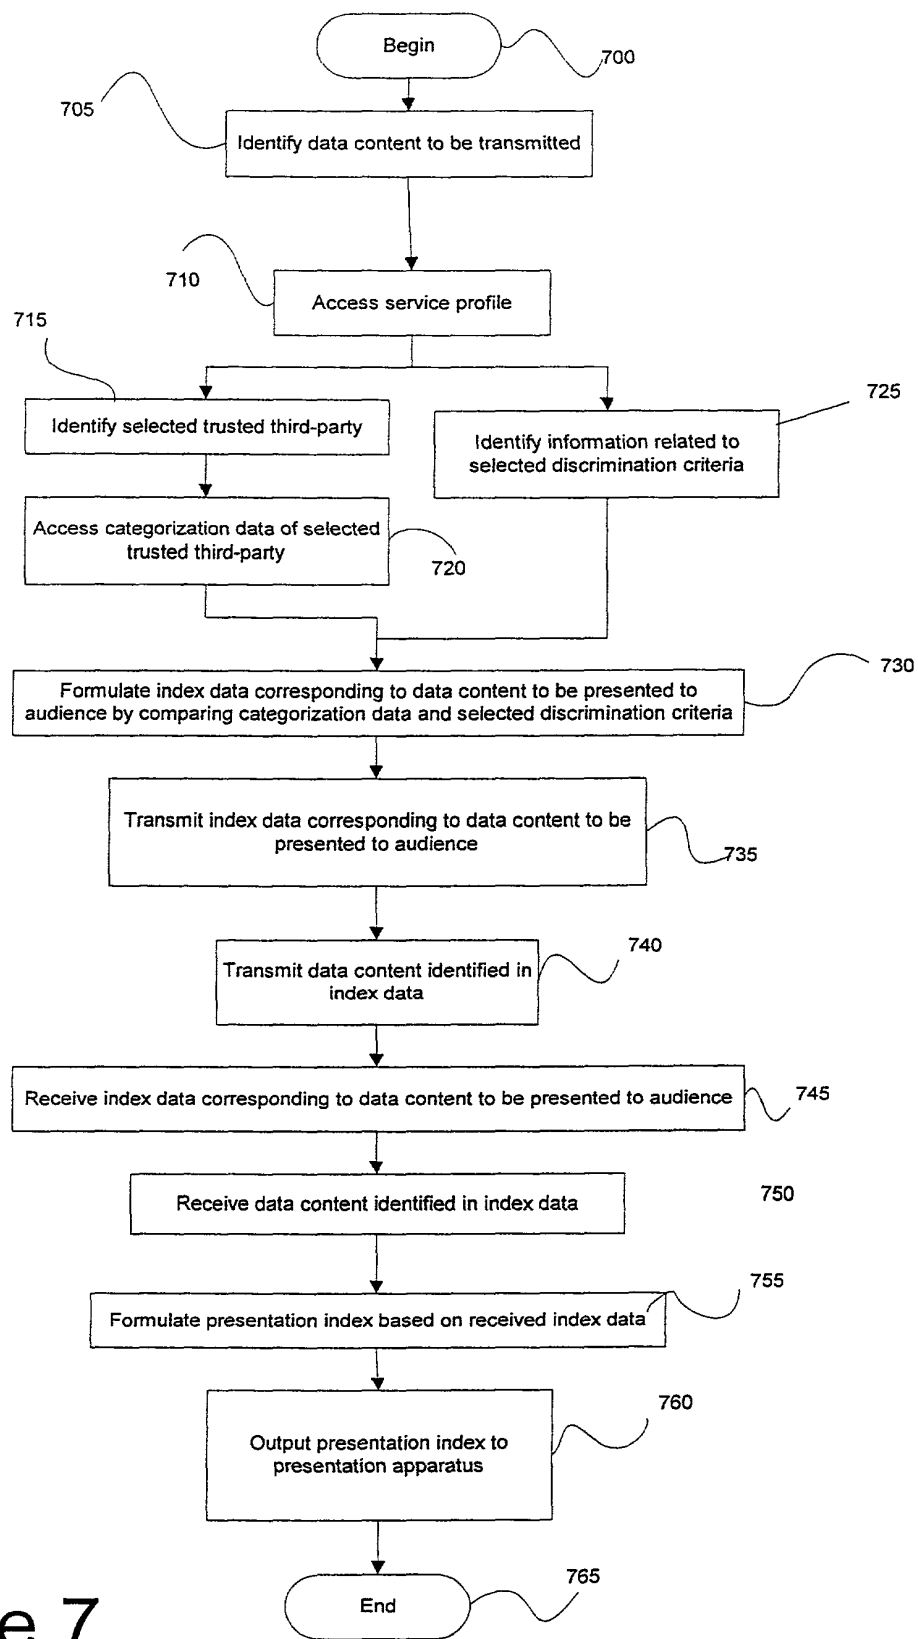 Begin
700
705
Identify data content to be transmitted
710
Access service profile
715
Identify selected trusted third-party
725
Identify information related to
selected discrimination criteria
Access categorization data of selected
trusted third-party
720
730
Formulate index data corresponding to data content to be presented to
audience by comparing categorization data and selected discrimination criteria
Transmit index data corresponding to data content to be
presented to audience
735
740
Transmit data content identified in
index data
Receive index data corresponding to data content to be presented to audience
745
Receive data content identified in index data
750
755
Formulate presentation index based on received index data
760
Output presentation index to
presentation apparatus
765
End
e 7